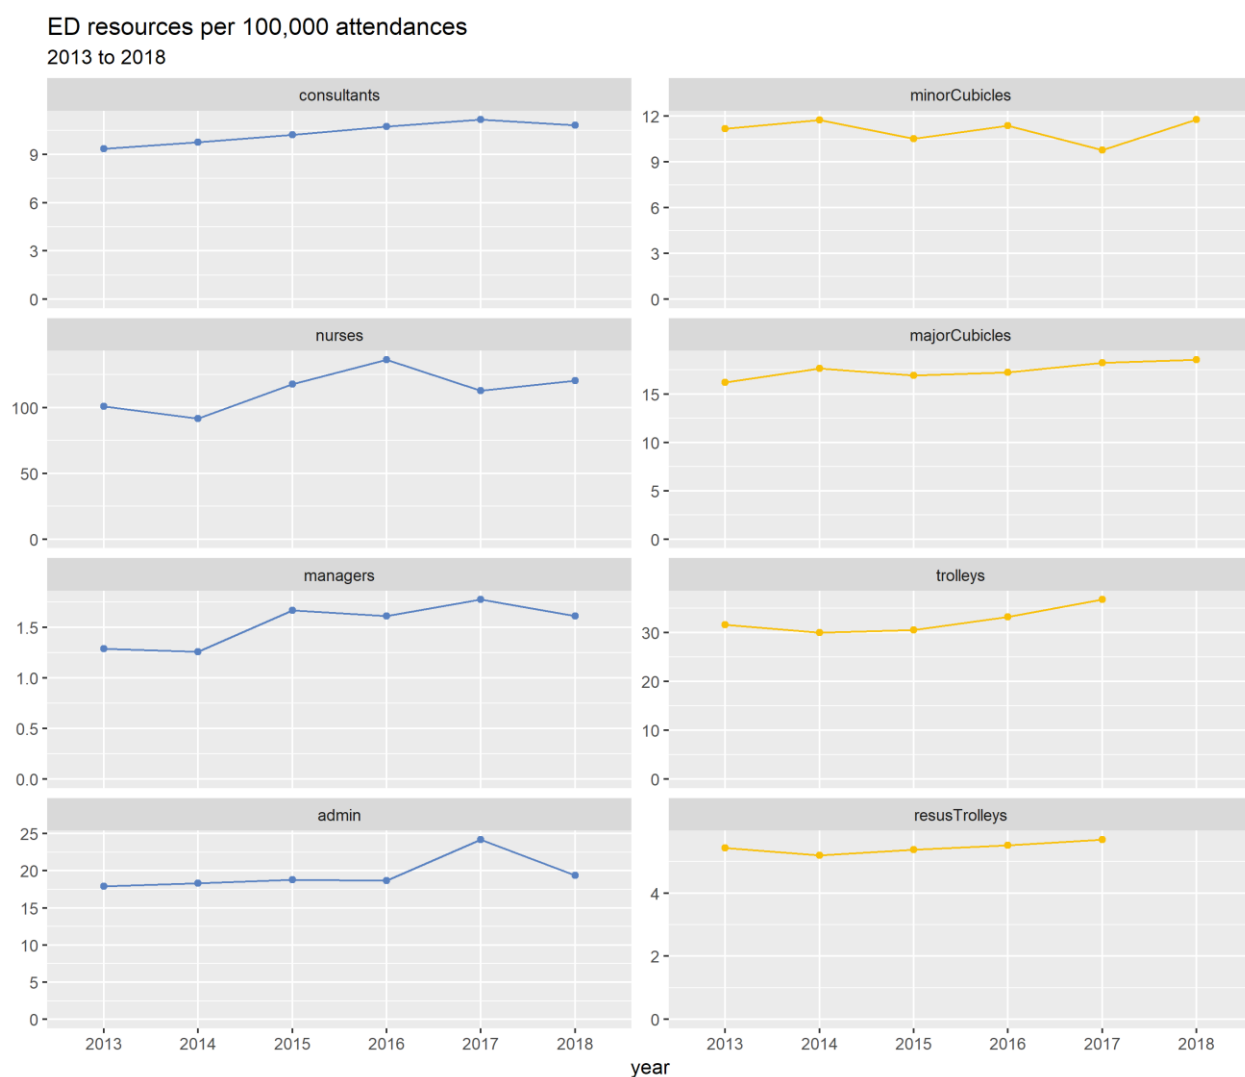 ED resources per 100,000 attendances
2013 to 2018
consultants
9
6
3
0
minorCubicles
12
9
6
3
0
nurses
100
50
0
majorCubicles
15
10
5
0
managers
1.5
1.0
0.5
0.0
trolleys
30
20
10
0
admin
25
20
15
10
5
0
resusTrolleys
4
2
0
2013 2014 2015 2016 2017 2018
2013 2014 2015 2016 2017 2018
year